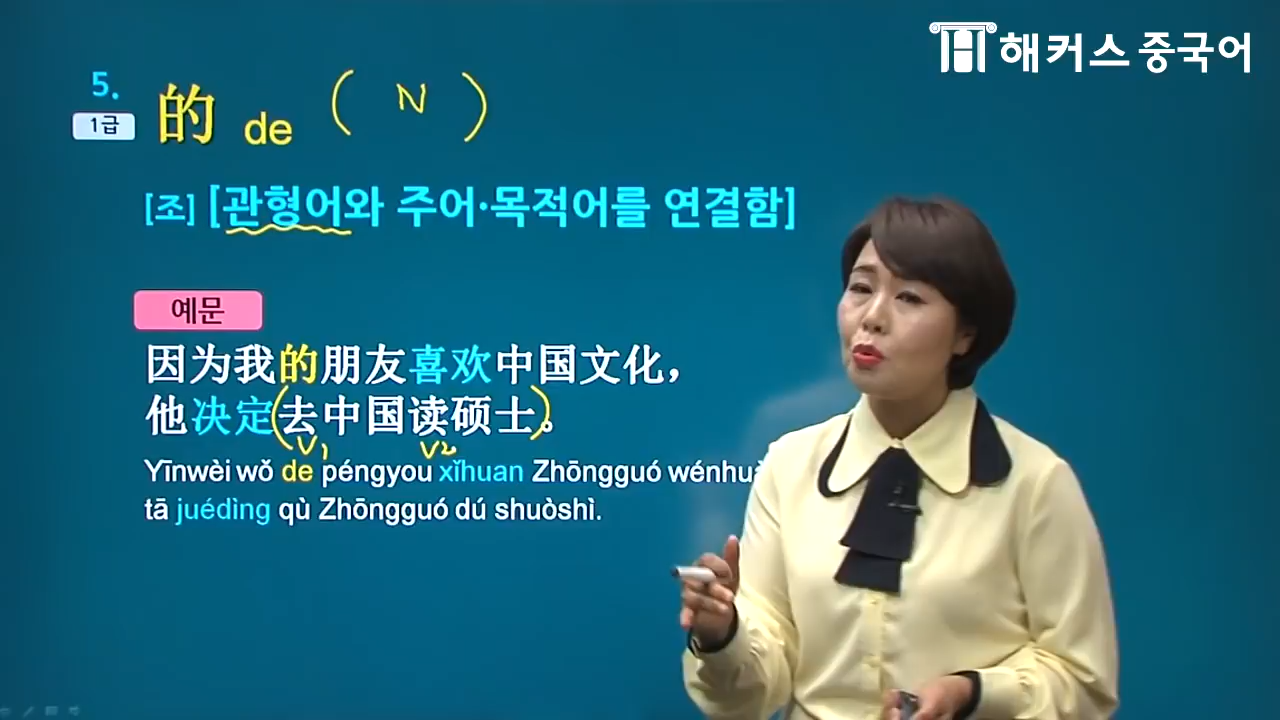 해커스 중국어
5.
1급
的 de ( N )
[조] [관형어와 주어·목적어를 연결함]
예문
因为我的朋友喜欢中国文化,
他决定(去中国读硕士)。
V1 V2
Yīnwèi wǒ de péngyou xǐhuan Zhōngguó wénhuà
tā juédìng qù Zhōngguó dú shuòshì.